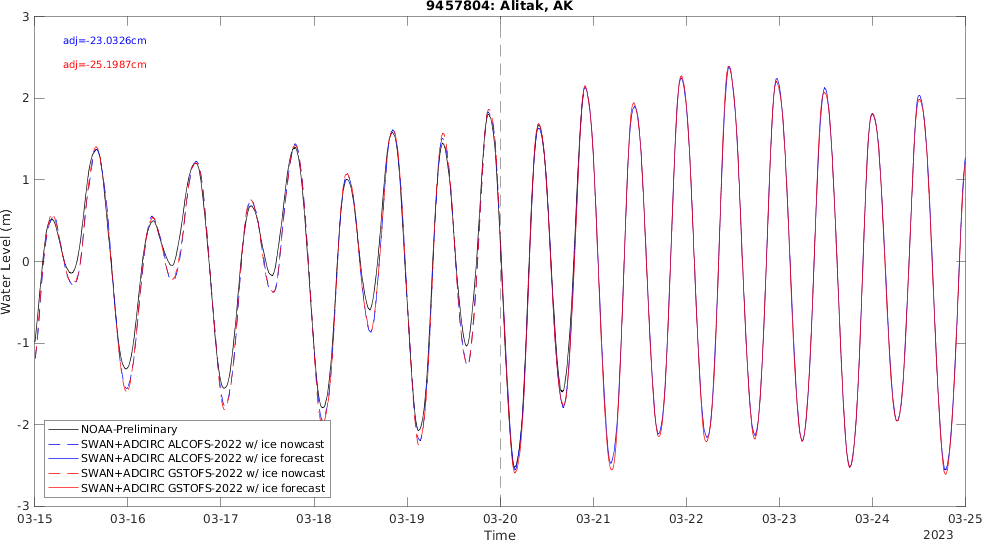 9457804: Alitak, AK
adj=-23.0326cm
adj=-25.1987cm
3
2
1
0
-1
-2
-3
Water Level (m)
NOAA-Preliminary
SWAN+ADCIRC ALCOFS-2022 w/ ice nowcast
SWAN+ADCIRC ALCOFS-2022 w/ ice forecast
SWAN+ADCIRC GSTOFS-2022 w/ ice nowcast
SWAN+ADCIRC GSTOFS-2022 w/ ice forecast
03-15 03-16 03-17 03-18 03-19 03-20 03-21 03-22 03-23 03-24 03-25
Time
2023